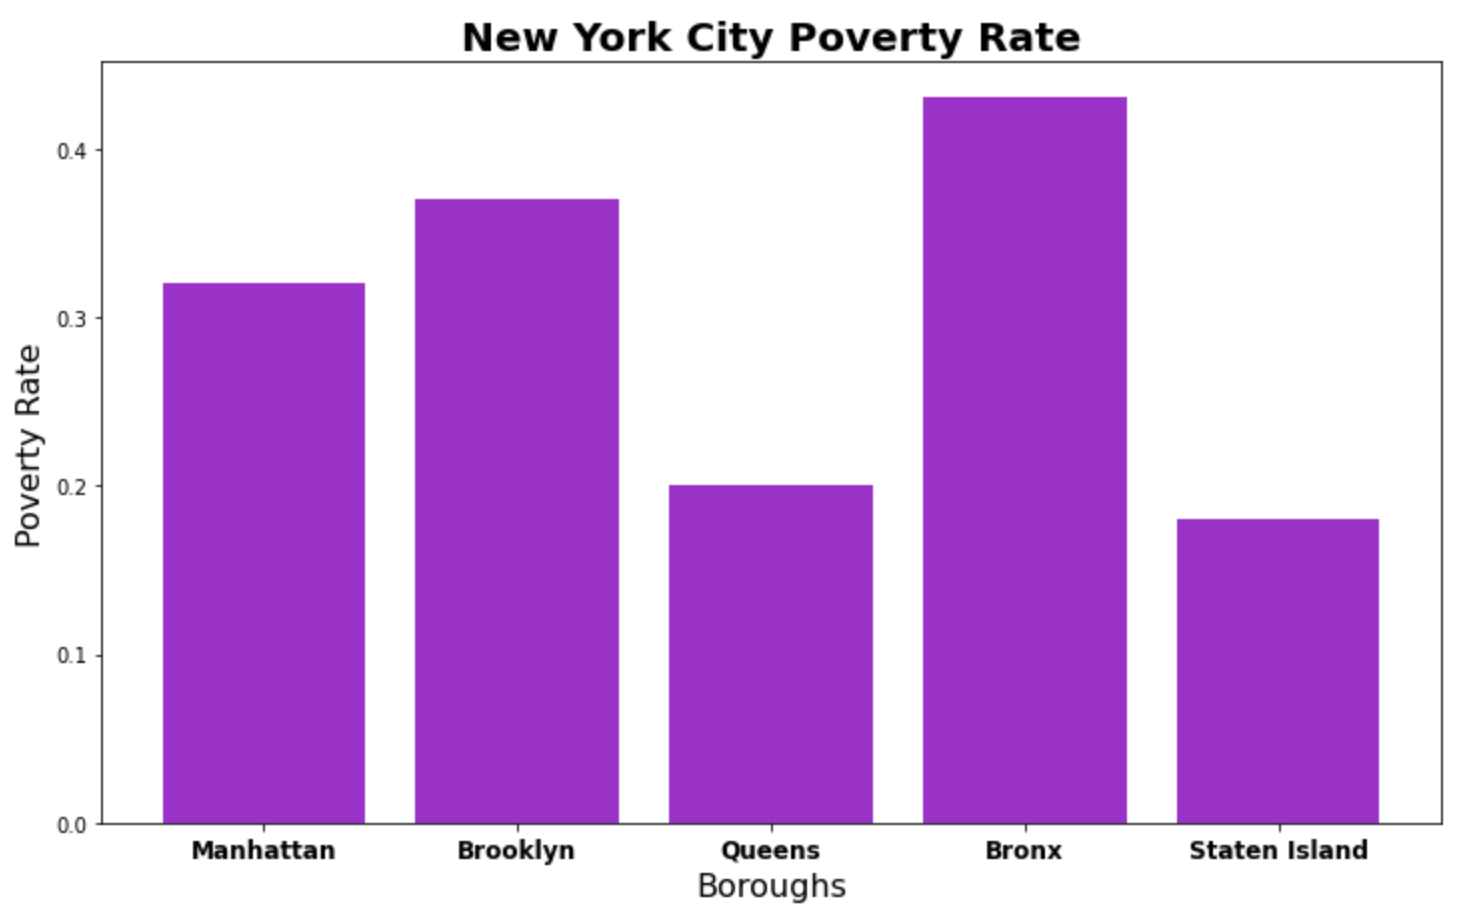 New York City Poverty Rate
0.4
0.3
0.2
0.1
0.0
Poverty Rate
Manhattan Brooklyn Queens Bronx Staten Island
Boroughs